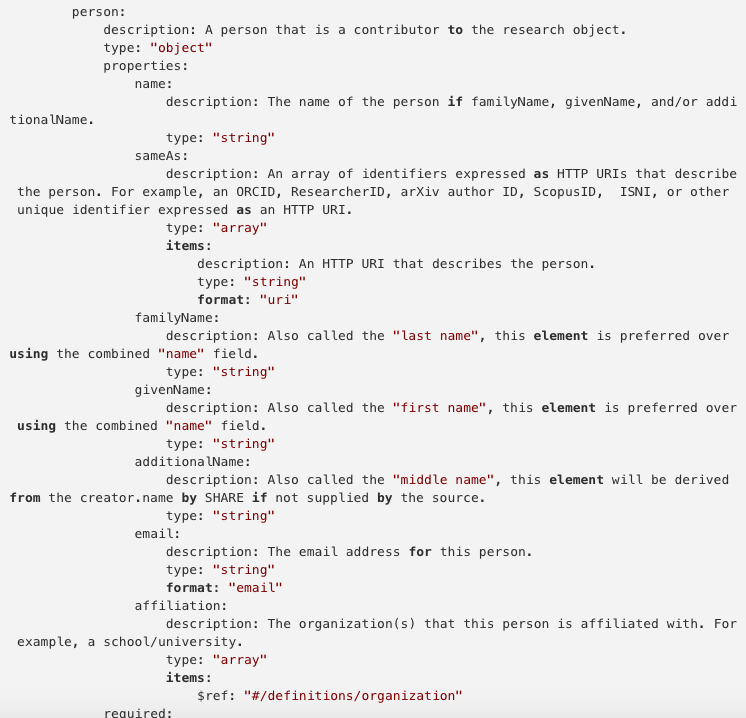 person:
description: A person that is a contributor to the research object.
type: "object"
properties:
name:
description: The name of the person if familyName, givenName, and/or addi
tionalName.
type: "string"
sameAs:
description: An array of identifiers expressed as HTTP URIs that describe
the person. For example, an ORCID, ResearcherID, arXiv author ID, ScopusID,  ISNI, or other
unique identifier expressed as an HTTP URI.
type: "array"
items:
description: An HTTP URI that describes the person.
type: "string"
format: "uri"
familyName:
description: Also called the "last name", this element is preferred over
using the combined "name" field.
type: "string"
givenName:
description: Also called the "first name", this element is preferred over
using the combined "name" field.
type: "string"
additionalName:
description: Also called the "middle name", this element will be derived
from the creator.name by SHARE if not supplied by the source.
type: "string"
email:
description: The email address for this person.
type: "string"
format: "email"
affiliation:
description: The organization(s) that this person is affiliated with. For
example, a school/university.
type: "array"
items:
$ref: "#/definitions/organization"
required: